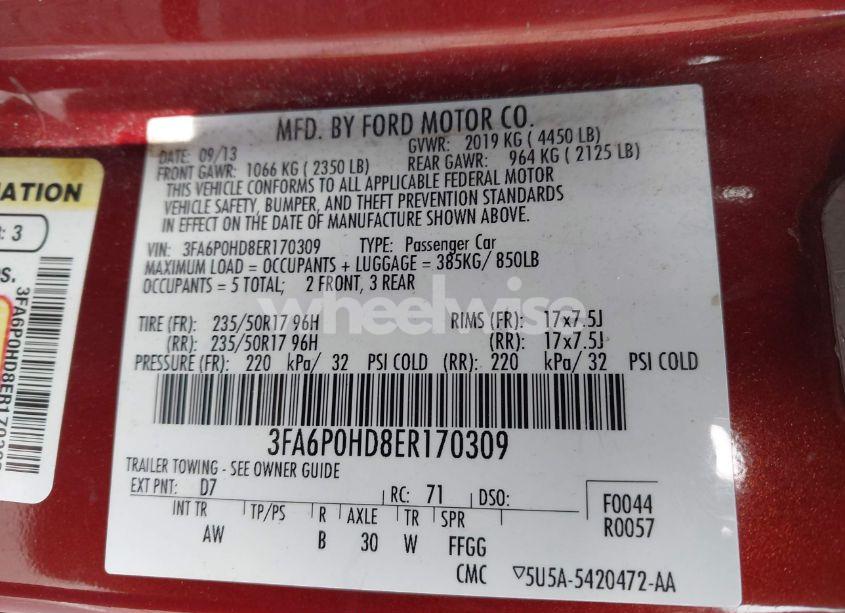 MFD. BY FORD MOTOR CO.
DATE: 09/13 GVWR: 2019 KG ( 4450 LB)
FRONT GAWR: 1066 KG ( 2350 LB) REAR GAWR: 964 KG ( 2125 LB)
THIS VEHICLE CONFORMS TO ALL APPLICABLE FEDERAL MOTOR
VEHICLE SAFETY, BUMPER, AND THEFT PREVENTION STANDARDS
IN EFFECT ON THE DATE OF MANUFACTURE SHOWN ABOVE.
VIN: 3FA6P0HD8ER170309 TYPE: Passenger Car
MAXIMUM LOAD = OCCUPANTS + LUGGAGE = 385KG/ 850LB
OCCUPANTS = 5 TOTAL; 2 FRONT, 3 REAR
wheelwise
TIRE (FR): 235/50R17 96H RIMS (FR): 17x7.5J
(RR): 235/50R17 96H (RR): 17x7.5J
PRESSURE (FR): 220 kPa/ 32 PSI COLD (RR): 220 kPa/ 32 PSI COLD
3FA6P0HD8ER170309
TRAILER TOWING - SEE OWNER GUIDE
EXT PNT: D7 RC: 71 DSO: F0044
R0057
INT TR TP/PS R AXLE TR SPR
AW B 30 W FFGG
CMC ▽5U5A-5420472-AA
: 3
3FA6P0HD8ER1703